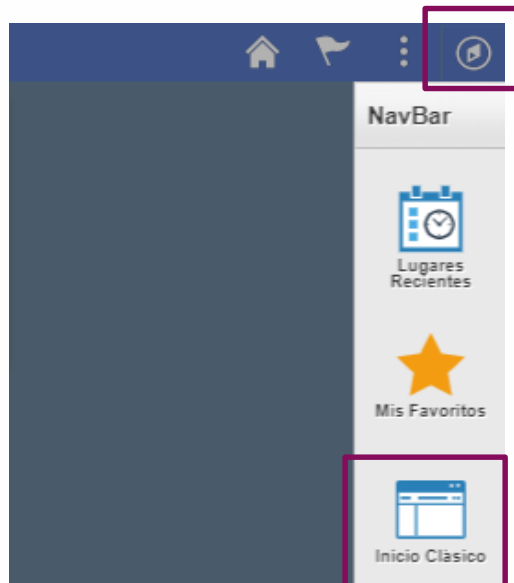 NavBar
Lugares
Recientes
Mis Favoritos
Inicio Clásico